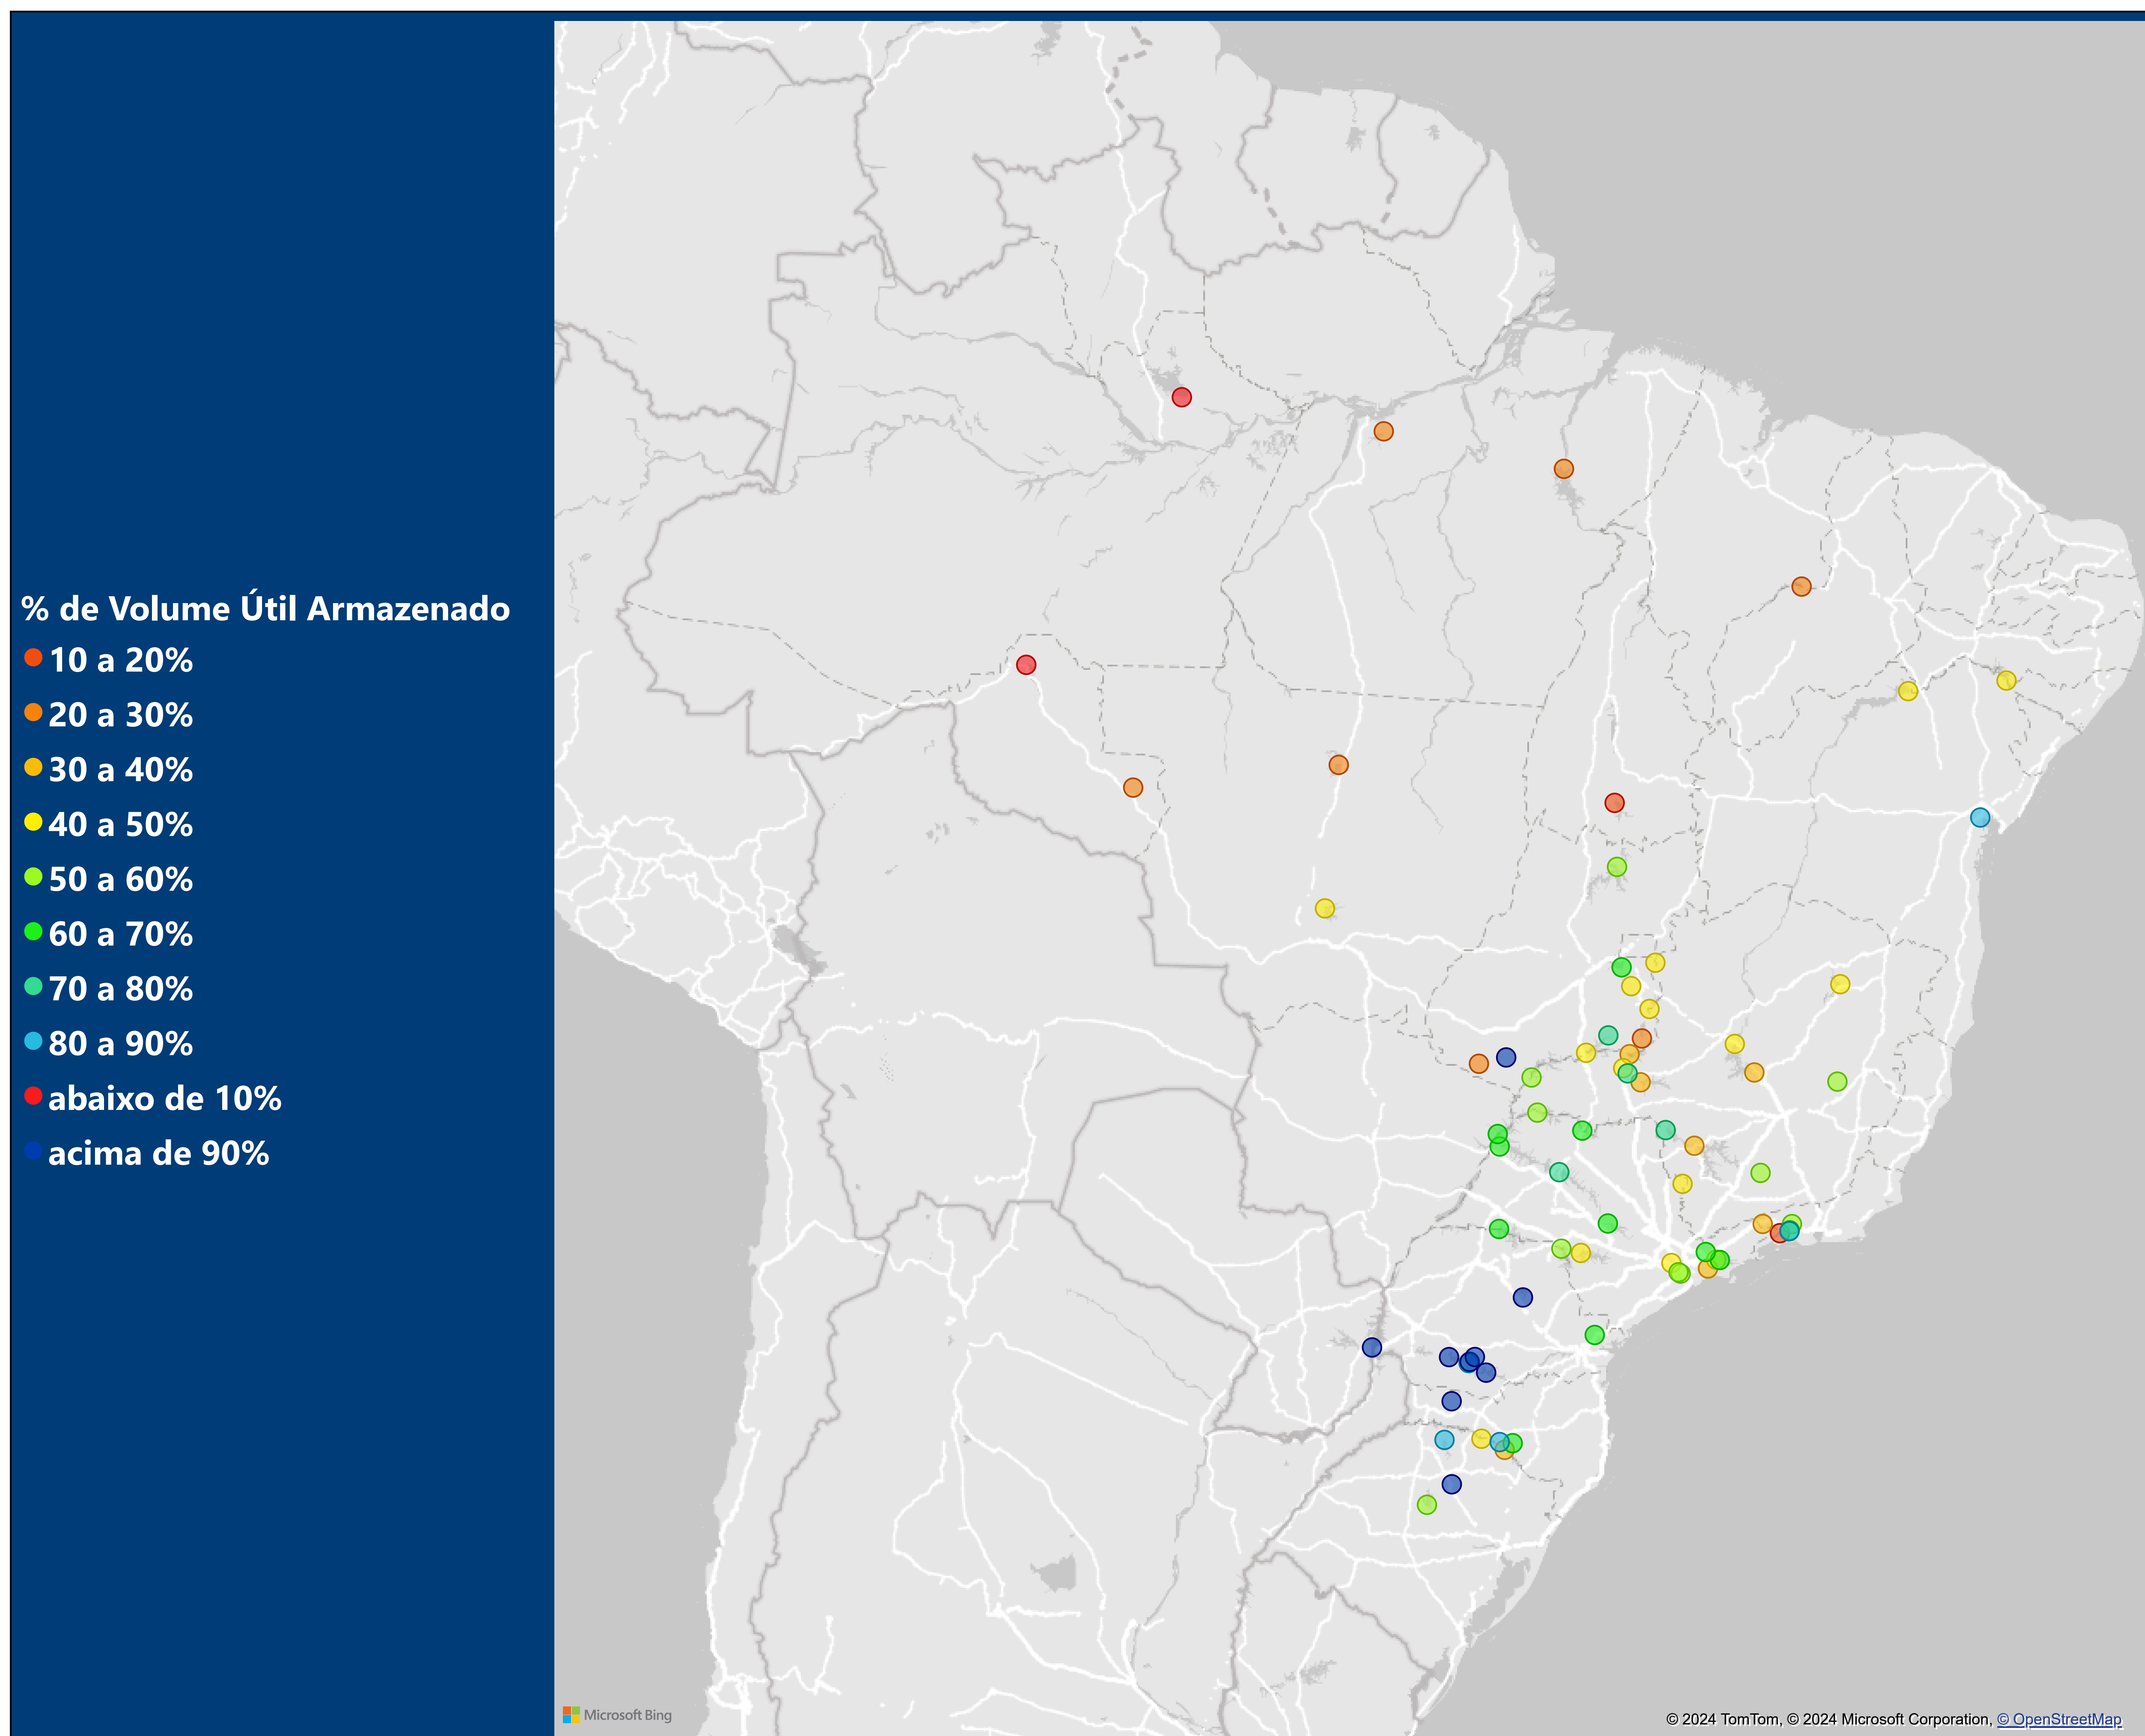 % de Volume Útil Armazenado
10 a 20%
20 a 30%
30 a 40%
40 a 50%
50 a 60%
60 a 70%
70 a 80%
80 a 90%
abaixo de 10%
acima de 90%
Microsoft Bing
© 2024 TomTom, © 2024 Microsoft Corporation, © OpenStreetMap